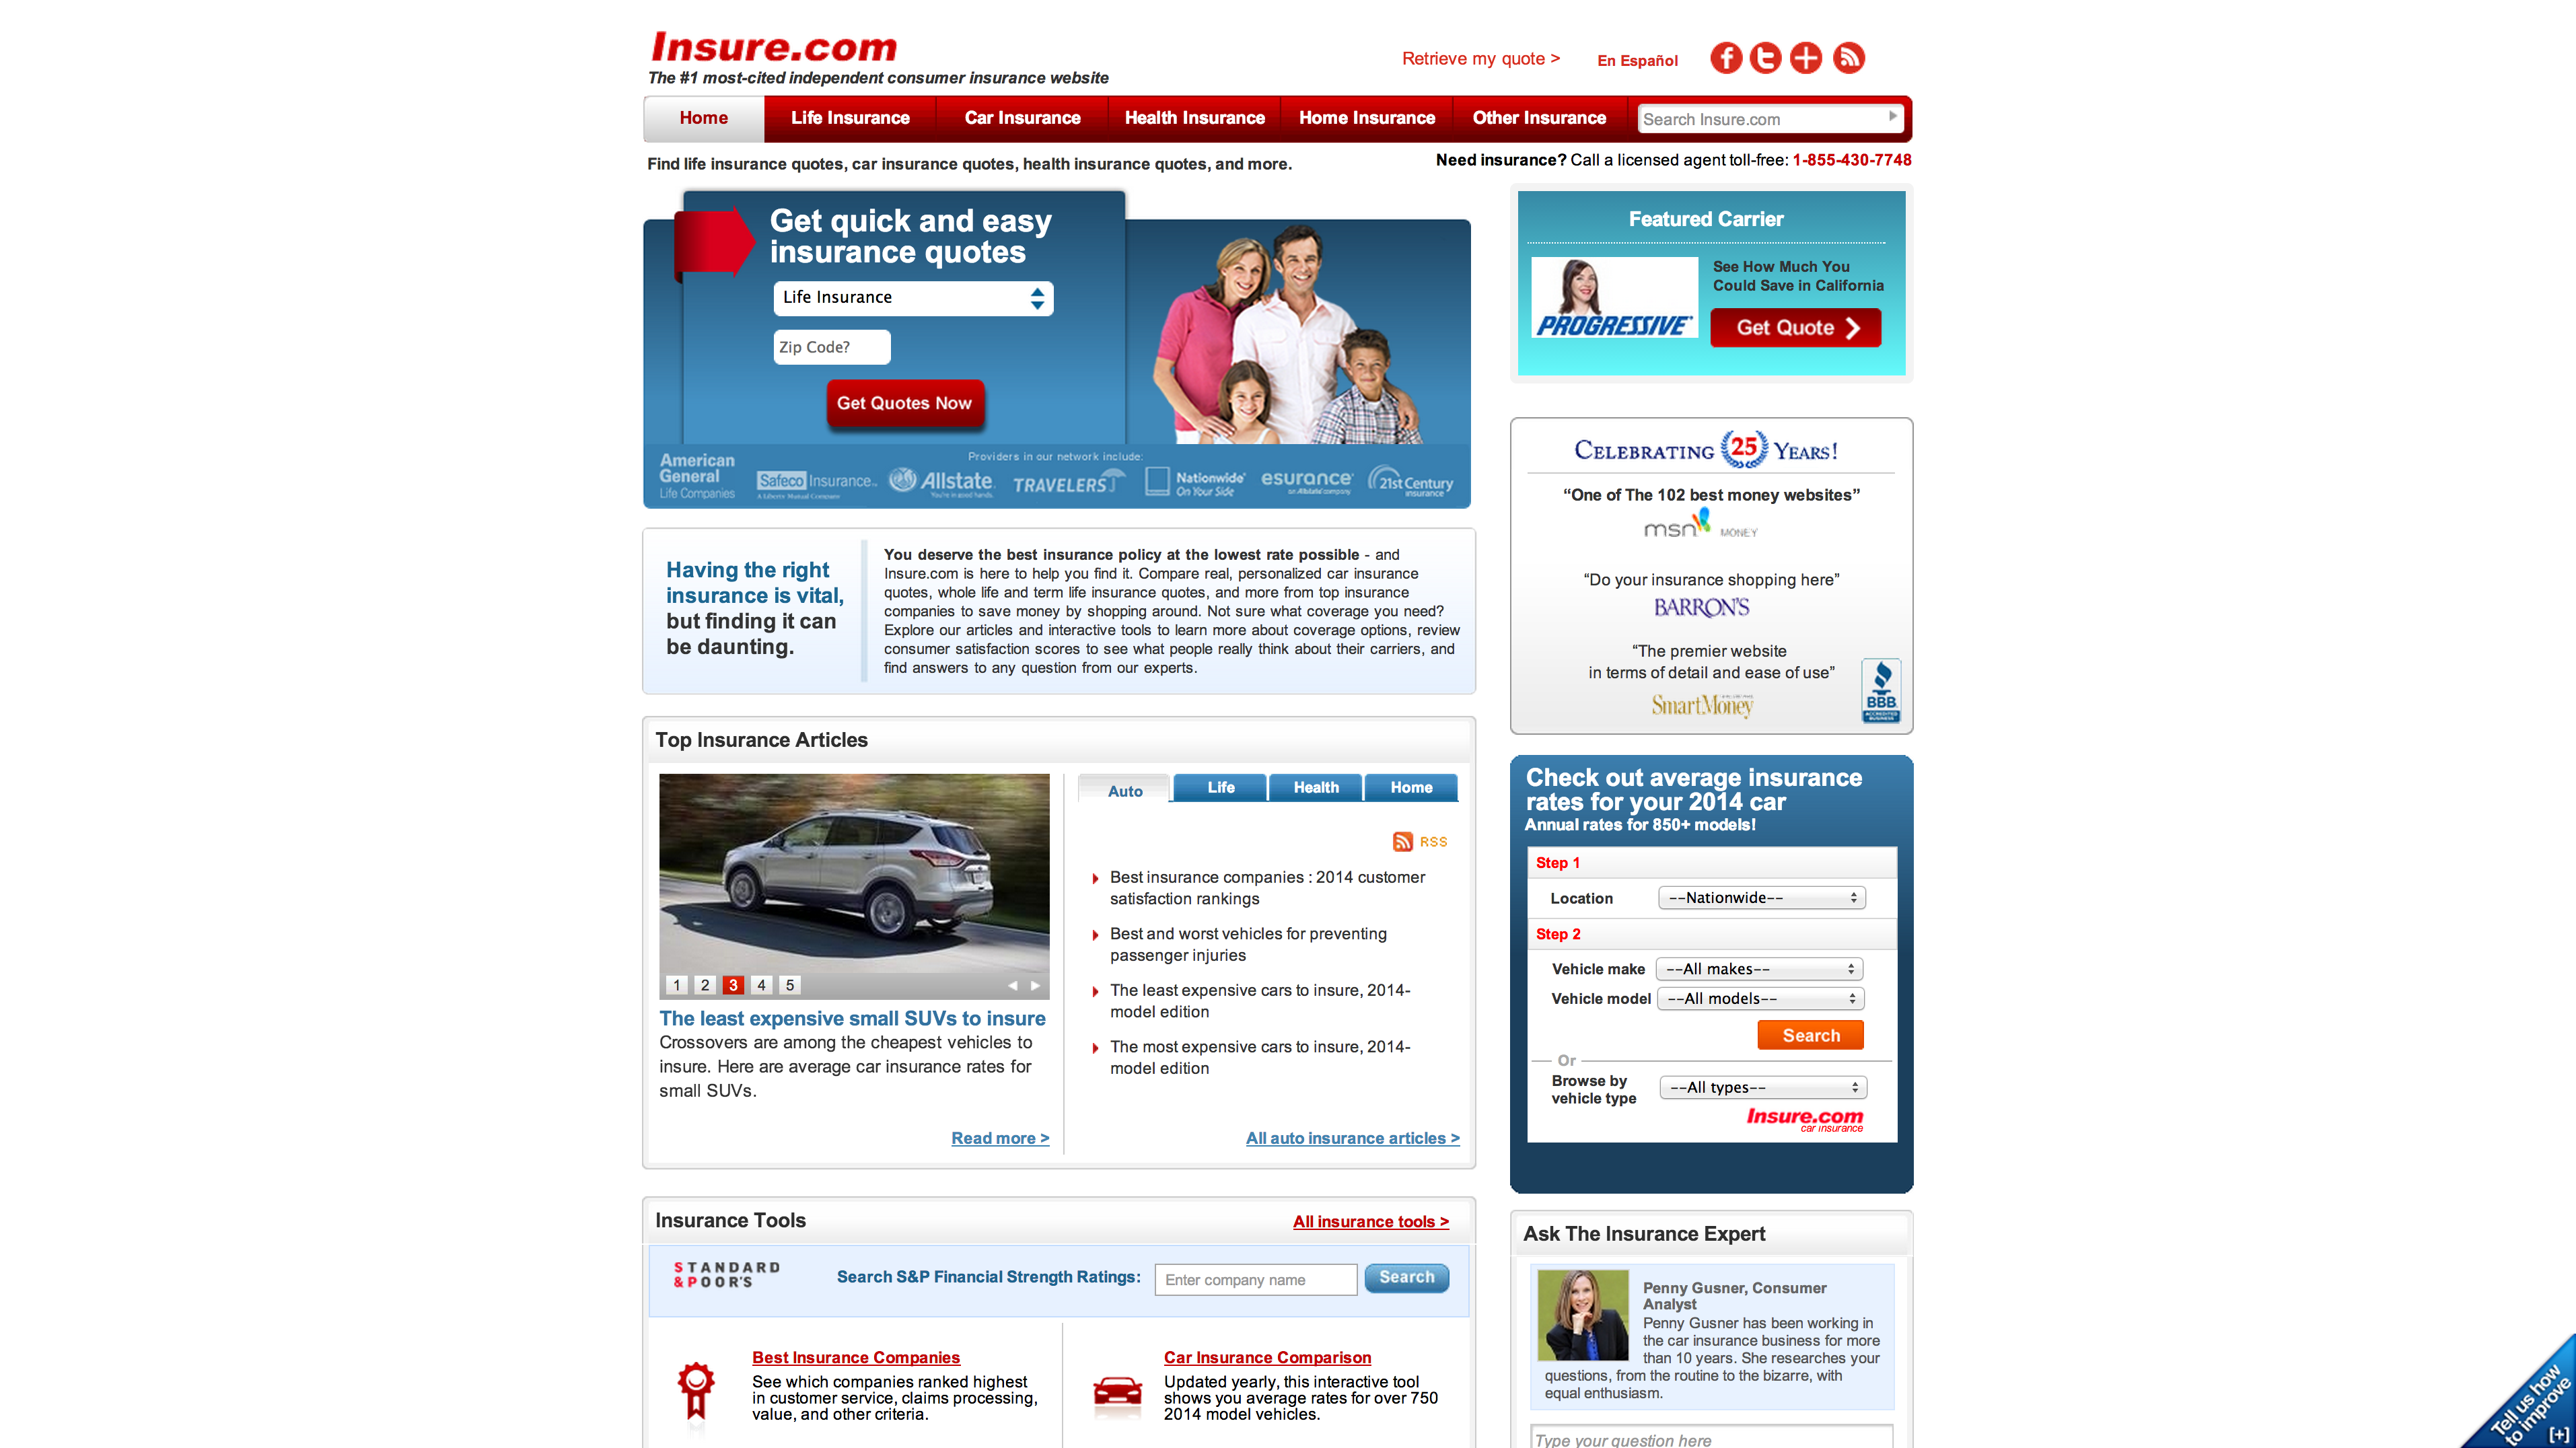 Insure.com
The #1 most-cited independent consumer insurance website
Retrieve my quote >
En Español
Home
Life Insurance
Car Insurance
Health Insurance
Home Insurance
Other Insurance
Search Insure.com
Find life insurance quotes, car insurance quotes, health insurance quotes, and more.
Need insurance? Call a licensed agent toll-free: 1-855-430-7748
Get quick and easy
insurance quotes
Life Insurance
Zip Code?
Get Quotes Now
Providers in our network include:
American
General
Life Companies
Safeco Insurance™
A Liberty Mutual Company
Allstate.
You're in good hands.
TRAVELERS
Nationwide®
On Your Side
esurance®
an Allstate company
21st Century
insurance
Featured Carrier
PROGRESSIVE
See How Much You
Could Save in California
Get Quote
CELEBRATING 25 YEARS!
“One of The 102 best money websites”
msn MONEY
“Do your insurance shopping here”
BARRON'S
“The premier website
in terms of detail and ease of use”
SmartMoney
BBB.
ACCREDITED
BUSINESS
Having the right
insurance is vital,
but finding it can
be daunting.
You deserve the best insurance policy at the lowest rate possible - and
Insure.com is here to help you find it. Compare real, personalized car insurance
quotes, whole life and term life insurance quotes, and more from top insurance
companies to save money by shopping around. Not sure what coverage you need?
Explore our articles and interactive tools to learn more about coverage options, review
consumer satisfaction scores to see what people really think about their carriers, and
find answers to any question from our experts.
Top Insurance Articles
1 2 3 4 5
The least expensive small SUVs to insure
Crossovers are among the cheapest vehicles to
insure. Here are average car insurance rates for
small SUVs.
Read more >
Auto
Life
Health
Home
RSS
Best insurance companies : 2014 customer
satisfaction rankings
Best and worst vehicles for preventing
passenger injuries
The least expensive cars to insure, 2014-
model edition
The most expensive cars to insure, 2014-
model edition
All auto insurance articles >
Check out average insurance
rates for your 2014 car
Annual rates for 850+ models!
Step 1
Location
--Nationwide--
Step 2
Vehicle make
--All makes--
Vehicle model
--All models--
Search
Or
Browse by
vehicle type
--All types--
Insure.com
car insurance
Insurance Tools
All insurance tools >
STANDARD
&POOR'S
Search S&P Financial Strength Ratings:
Enter company name
Search
Best Insurance Companies
See which companies ranked highest
in customer service, claims processing,
value, and other criteria.
Car Insurance Comparison
Updated yearly, this interactive tool
shows you average rates for over 750
2014 model vehicles.
Ask The Insurance Expert
Penny Gusner, Consumer
Analyst
Penny Gusner has been working in
the car insurance business for more
than 10 years. She researches your
questions, from the routine to the bizarre, with
equal enthusiasm.
Type your question here
Tell us how
to improve
[+]